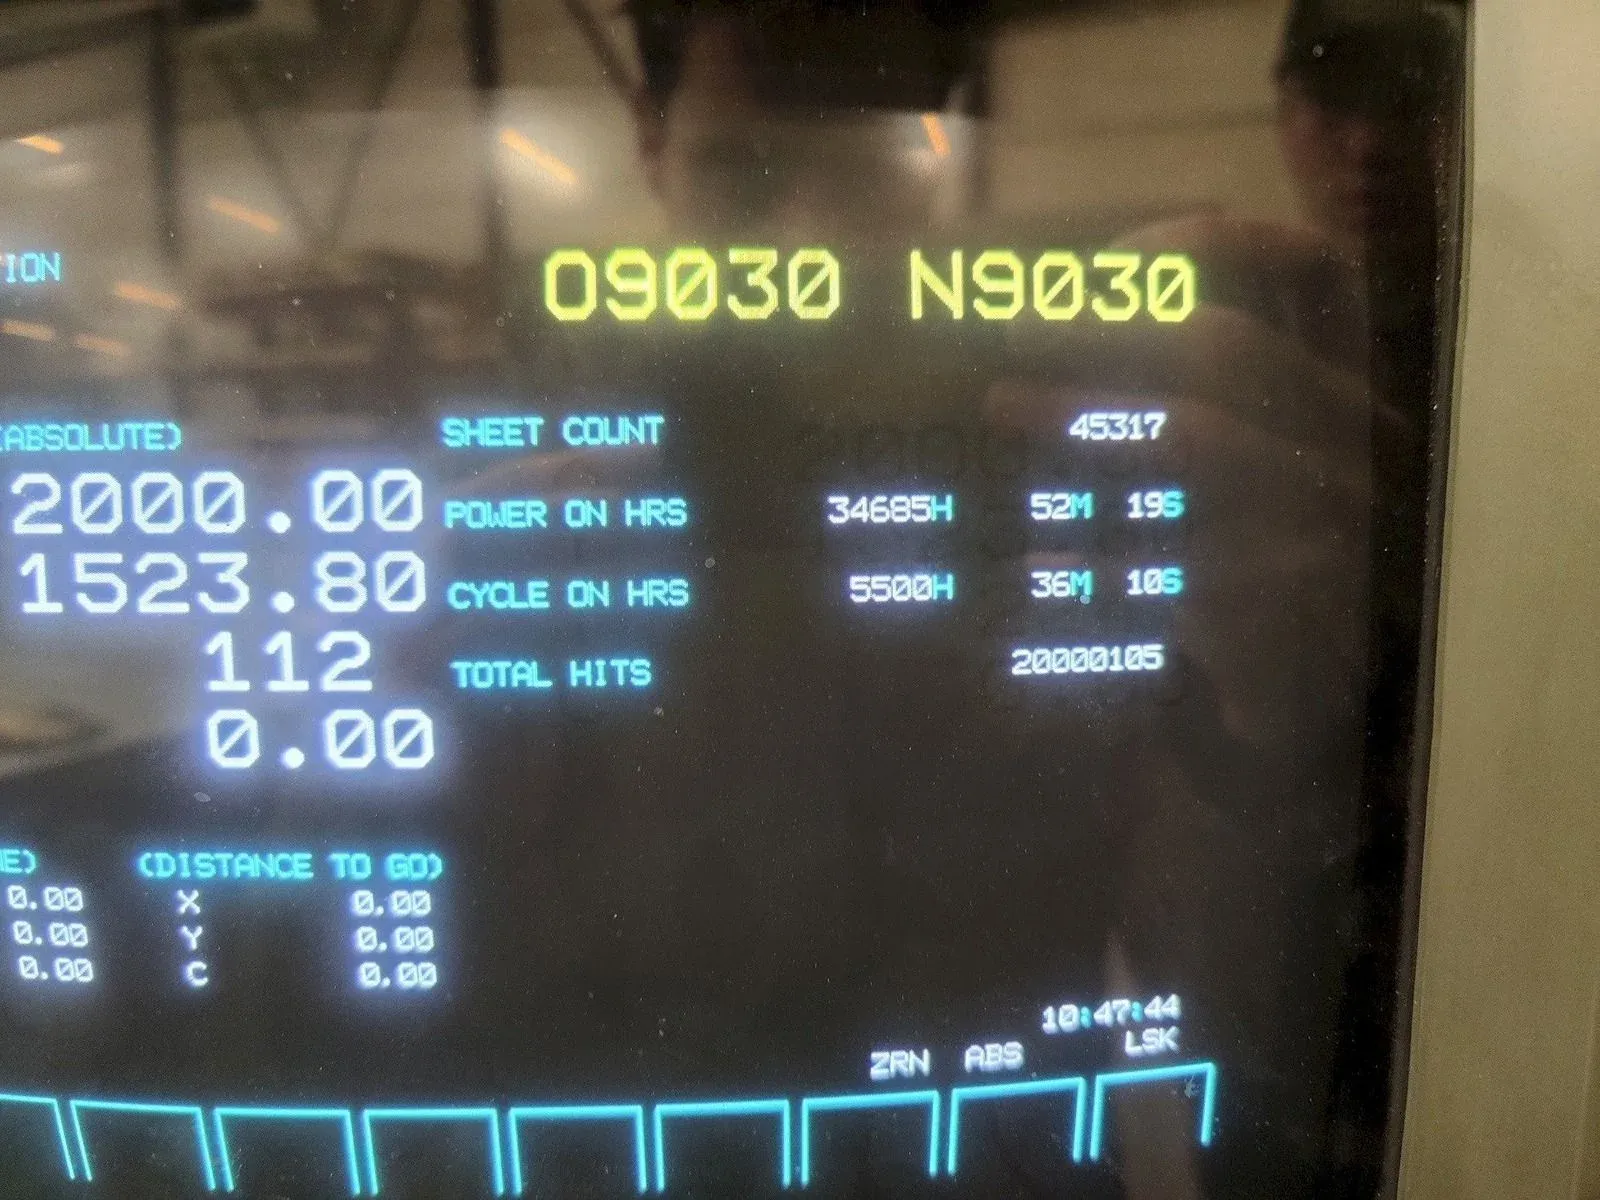 ION O9030 N9030
(ABSOLUTE) SHEET COUNT 45317
2000.00 POWER ON HRS 34685H 52M 19S
1523.80 CYCLE ON HRS 5500H 36M 10S
112 TOTAL HITS 20000105
0.00
E) (DISTANCE TO GO)
0.00 X 0.00
0.00 Y 0.00
0.00 C 0.00
10:47:44
ZRN ABS LSK